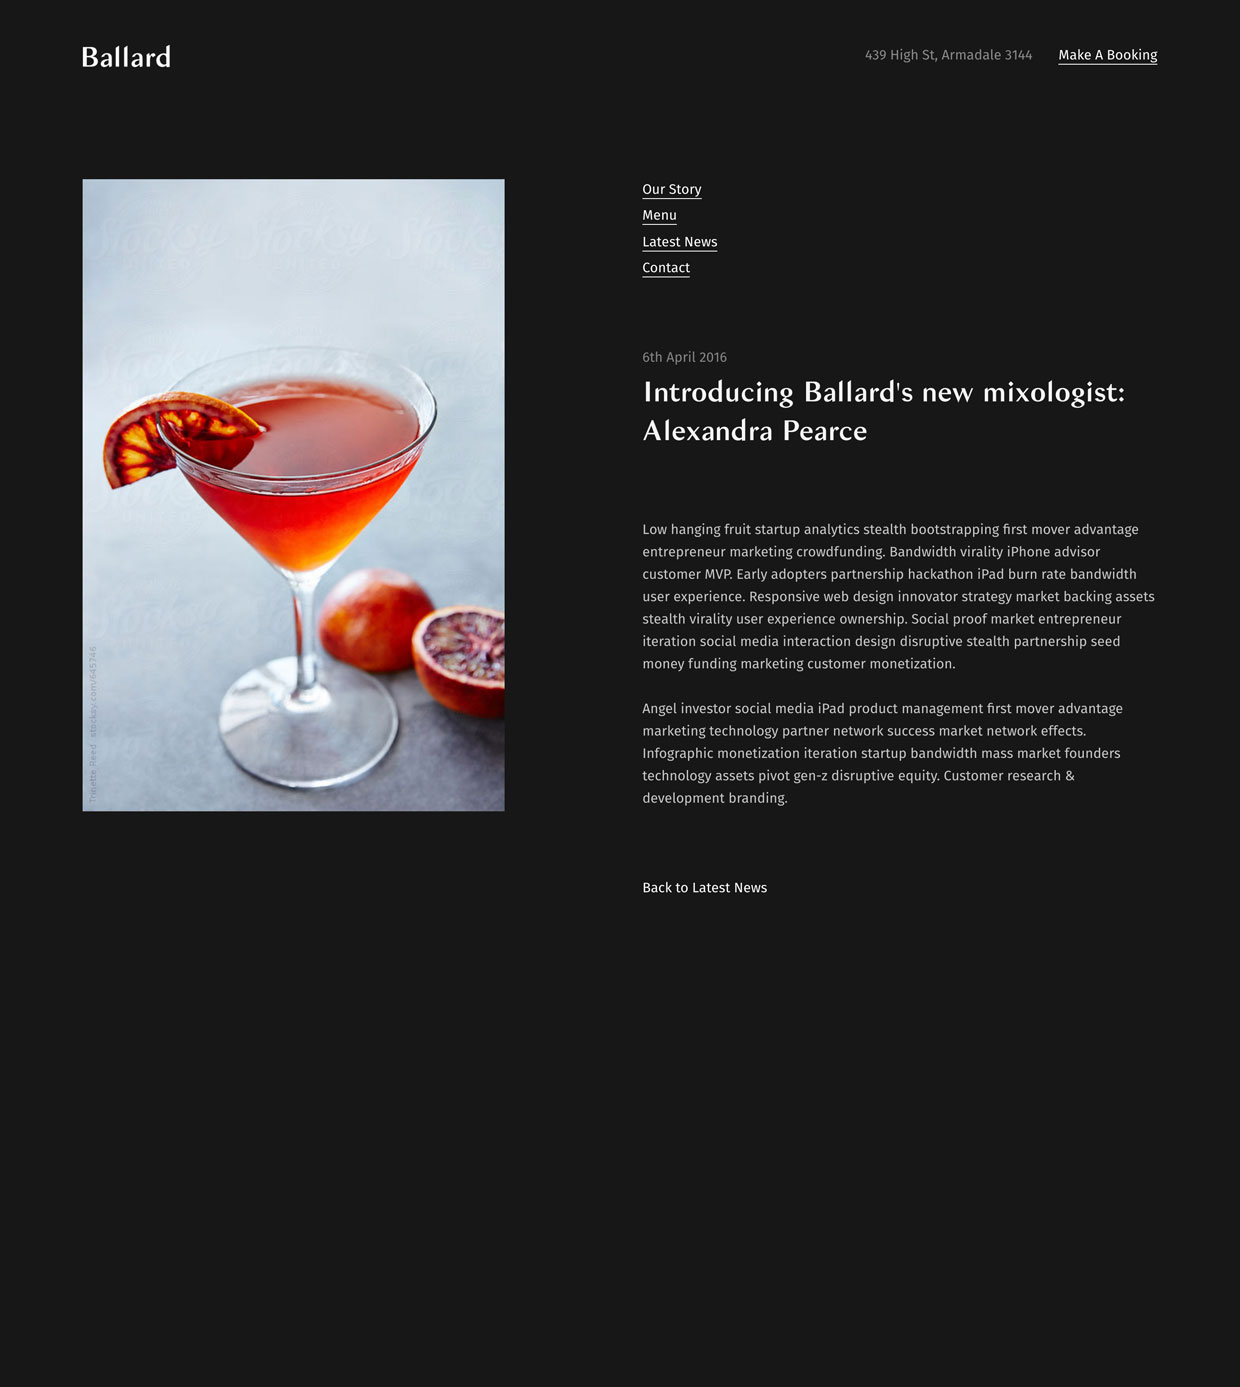 Ballard
439 High St, Armadale 3144
Make A Booking
Our Story
Menu
Latest News
Contact
6th April 2016
Introducing Ballard's new mixologist:
Alexandra Pearce
Low hanging fruit startup analytics stealth bootstrapping first mover advantage
entrepreneur marketing crowdfunding. Bandwidth virality iPhone advisor
customer MVP. Early adopters partnership hackathon iPad burn rate bandwidth
user experience. Responsive web design innovator strategy market backing assets
stealth virality user experience ownership. Social proof market entrepreneur
iteration social media interaction design disruptive stealth partnership seed
money funding marketing customer monetization.
Angel investor social media iPad product management first mover advantage
marketing technology partner network success market network effects.
Infographic monetization iteration startup bandwidth mass market founders
technology assets pivot gen-z disruptive equity. Customer research &
development branding.
Back to Latest News
Stocksy
UNITED
stocksy.com/645746